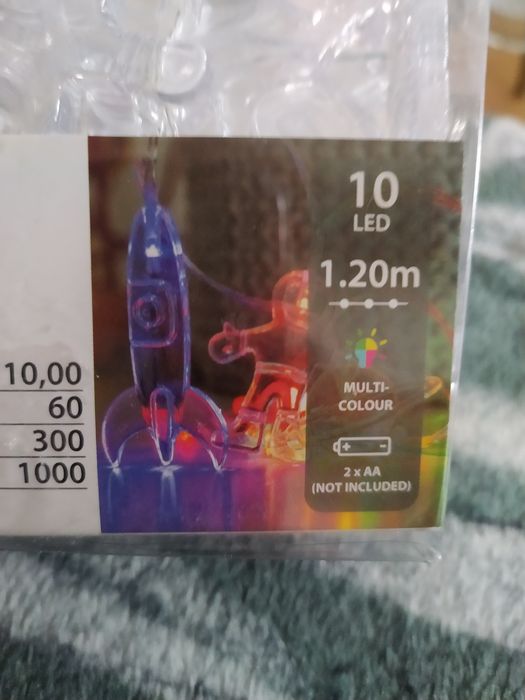 10,00
60
300
1000
10
LED
1.20m
MULTI-
COLOUR
+ -
2 x AA
(NOT INCLUDED)